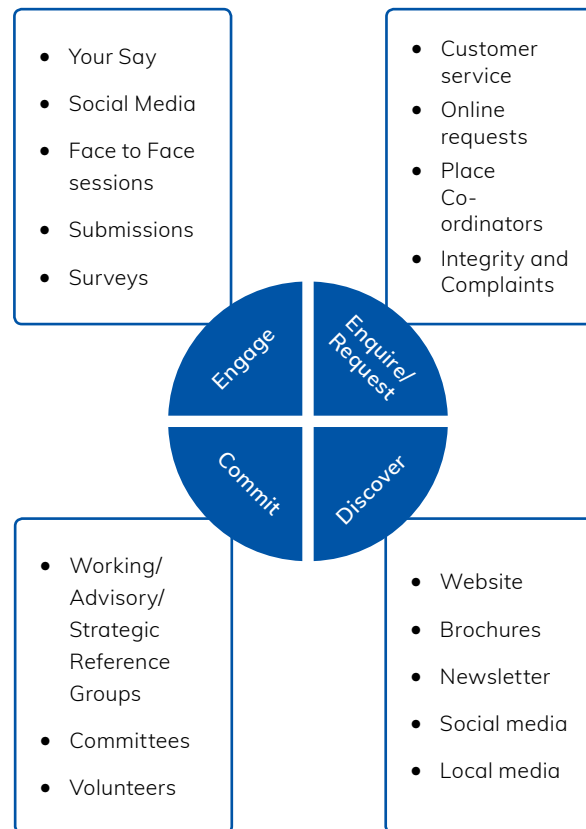 Your Say
Social Media
Face to Face
sessions
Submissions
Surveys
Customer
service
Online
requests
Place
Co-
ordinators
Integrity and
Complaints
Engage
Enquire/
Request
Commit
Discover
Working/
Advisory/
Strategic
Reference
Groups
Committees
Volunteers
Website
Brochures
Newsletter
Social media
Local media